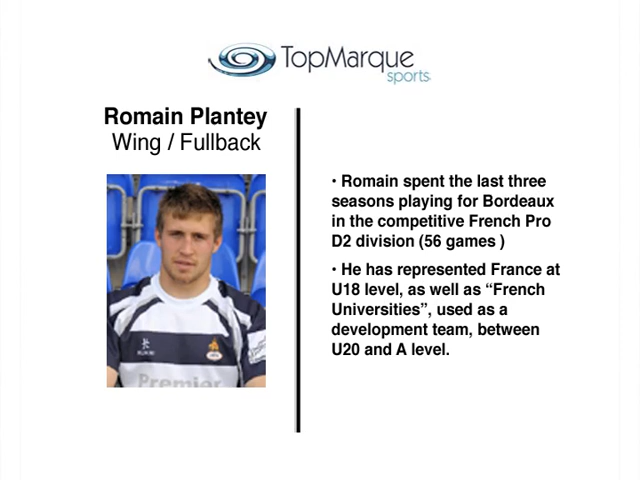 TopMarque
sports
Romain Plantey
Wing / Fullback
• Romain spent the last three
seasons playing for Bordeaux
in the competitive French Pro
D2 division (56 games )
• He has represented France at
U18 level, as well as “French
Universities”, used as a
development team, between
U20 and A level.
Premier